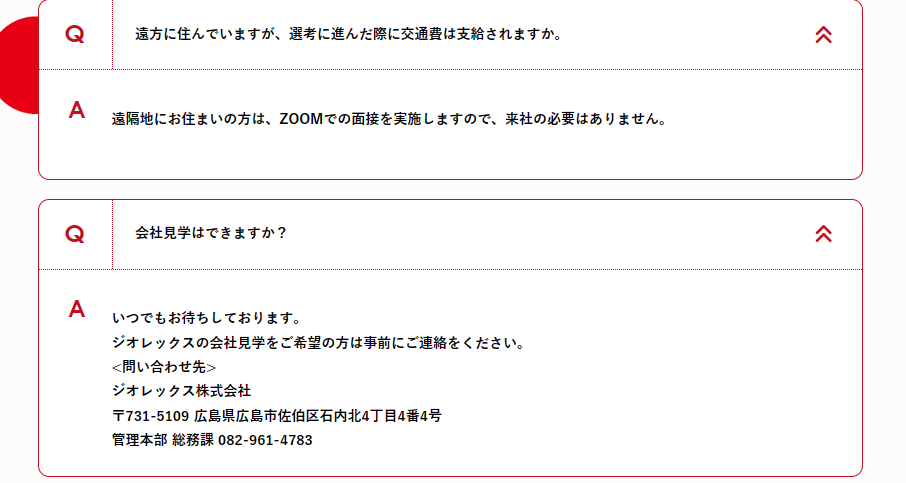 Q 遠方に住んでいますが、選考に進んだ際に交通費は支給されますか。
A 遠隔地にお住まいの方は、ZOOMでの面接を実施しますので、来社の必要はありません。
Q 会社見学はできますか？
A いつでもお待ちしております。
ジオレックスの会社見学をご希望の方は事前にご連絡をください。
<問い合わせ先>
ジオレックス株式会社
〒731-5109 広島県広島市佐伯区石内北4丁目4番4号
管理本部 総務課 082-961-4783